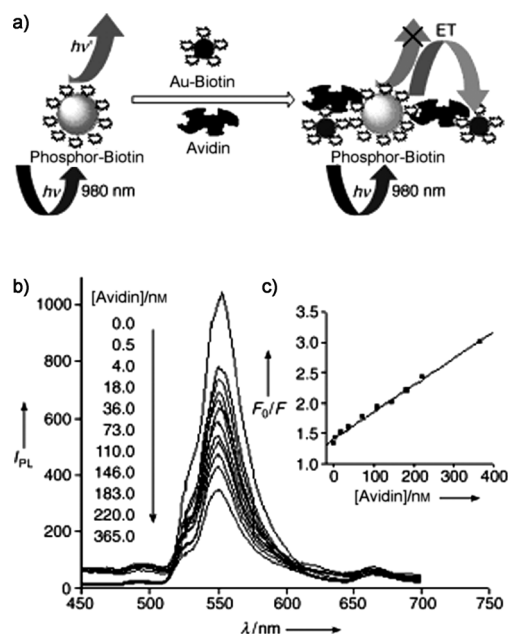 a)
hν'
Au-Biotin
Avidin
Phosphor-Biotin
hν 980 nm
ET
Phosphor-Biotin
hν 980 nm
b)
[Avidin]/nM
0.0
0.5
4.0
18.0
36.0
73.0
110.0
146.0
183.0
220.0
365.0
1000
800
600
400
200
0
I PL
450 500 550 600 650 700 750
λ/nm
c)
3.5
3.0
2.5
2.0
1.5
1.0
F0/F
0 100 200 300 400
[Avidin]/nM